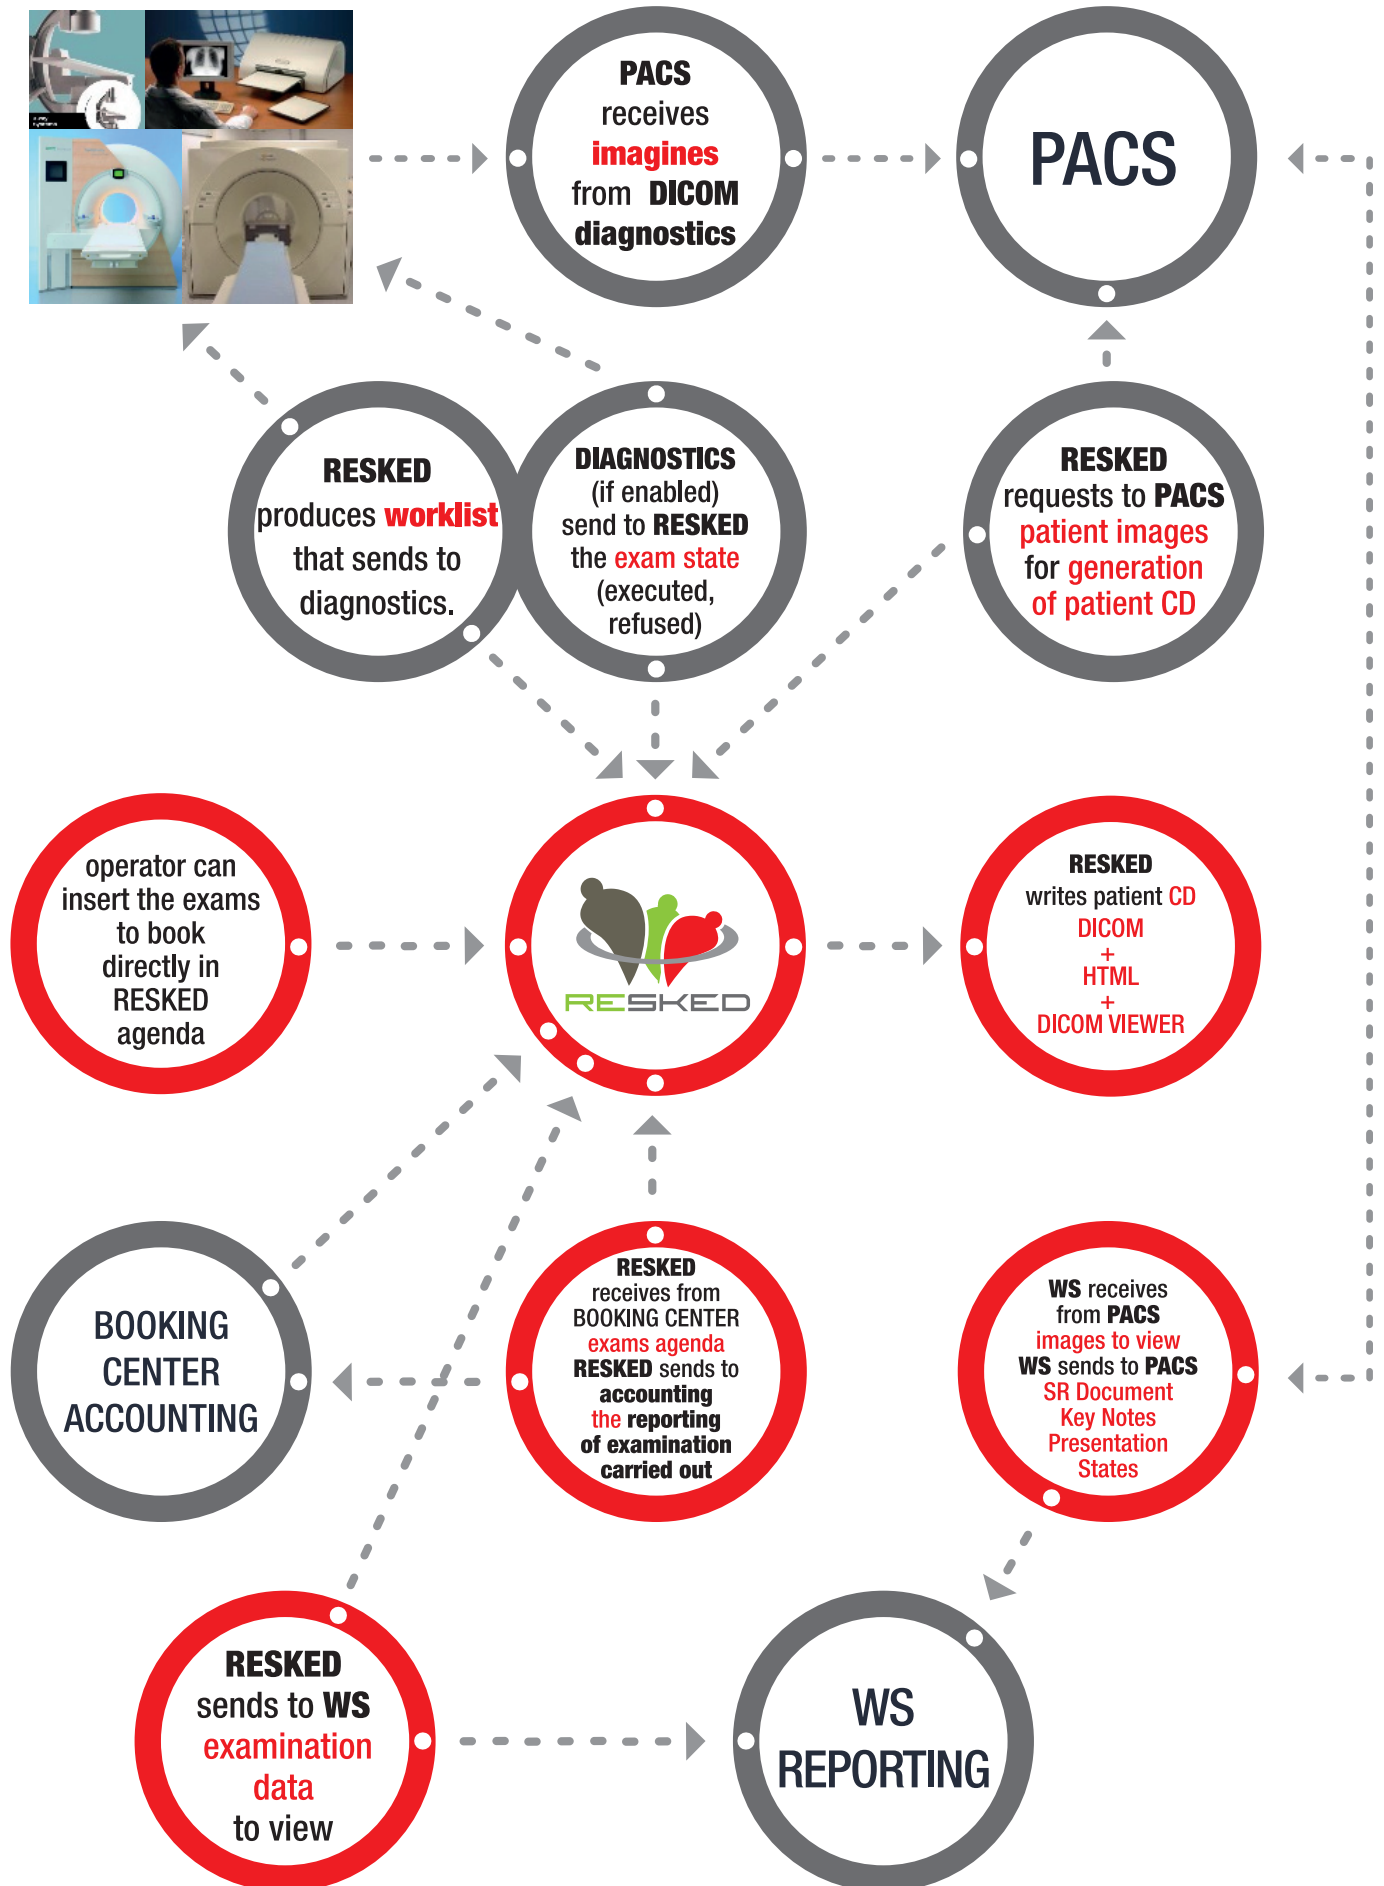 PACS
receives
imagines
from DICOM
diagnostics
PACS
RESKED
produces worklist
that sends to
diagnostics.
DIAGNOSTICS
(if enabled)
send to RESKED
the exam state
(executed,
refused)
RESKED
requests to PACS
patient images
for generation
of patient CD
operator can
insert the exams
to book
directly in
RESKED
agenda
RESKED
RESKED
writes patient CD
DICOM
+
HTML
+
DICOM VIEWER
BOOKING
CENTER
ACCOUNTING
RESKED
receives from
BOOKING CENTER
exams agenda
RESKED sends to
accounting
the reporting
of examination
carried out
WS receives
from PACS
images to view
WS sends to PACS
SR Document
Key Notes
Presentation
States
RESKED
sends to WS
examination
data
to view
WS
REPORTING